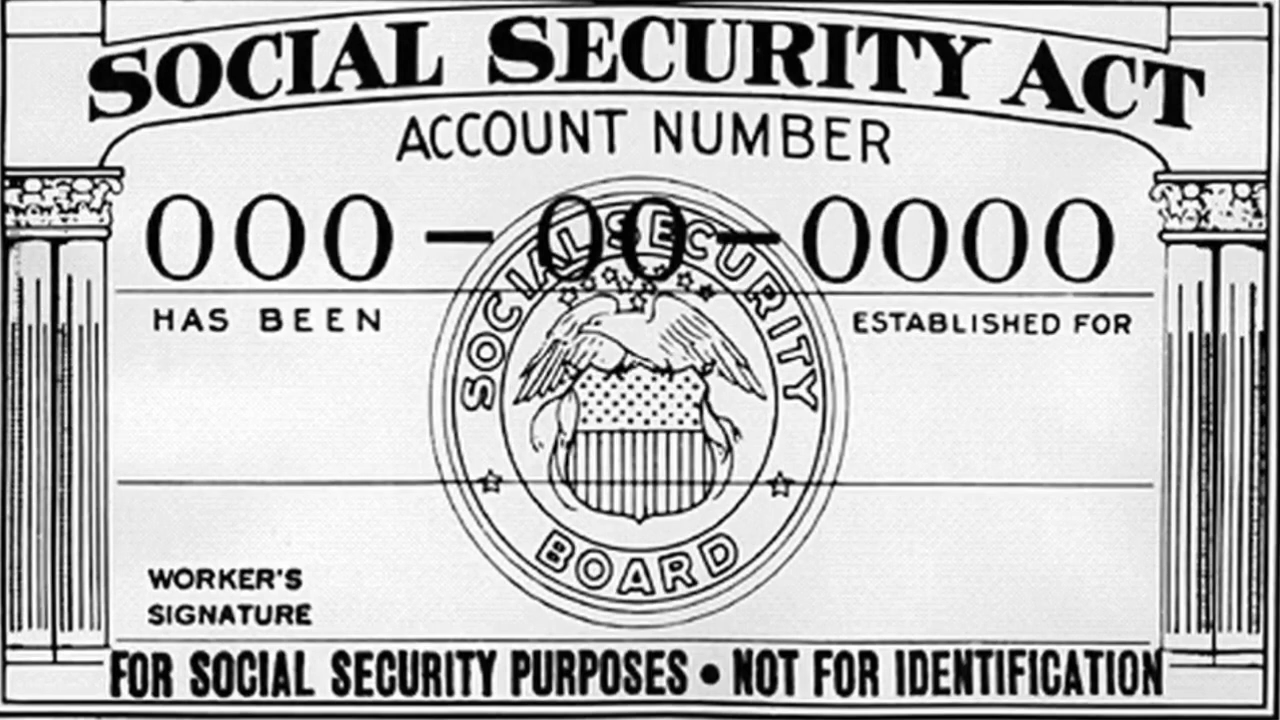 SOCIAL SECURITY ACT
ACCOUNT NUMBER
000-00-0000
SOCIAL SECURITY
HAS BEEN
ESTABLISHED FOR
BOARD
WORKER'S
SIGNATURE
FOR SOCIAL SECURITY PURPOSES • NOT FOR IDENTIFICATION